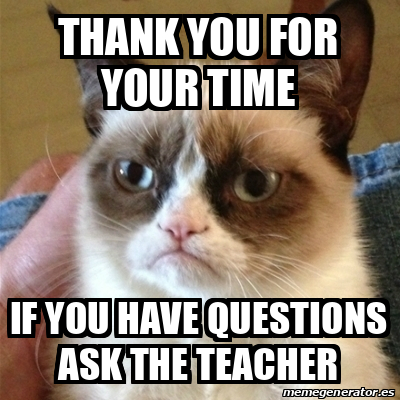 THANK YOU FOR
YOUR TIME
IF YOU HAVE QUESTIONS
ASK THE TEACHER
memegenerator.es